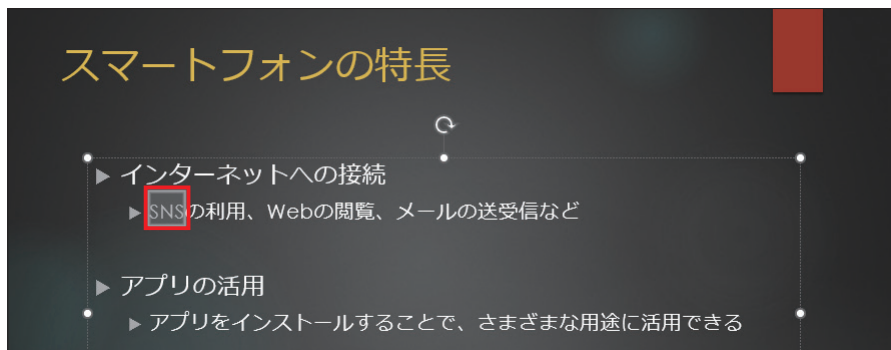 スマートフォンの特長
インターネットへの接続
SNSの利用、Webの閲覧、メールの送受信など
アプリの活用
アプリをインストールすることで、さまざまな用途に活用できる